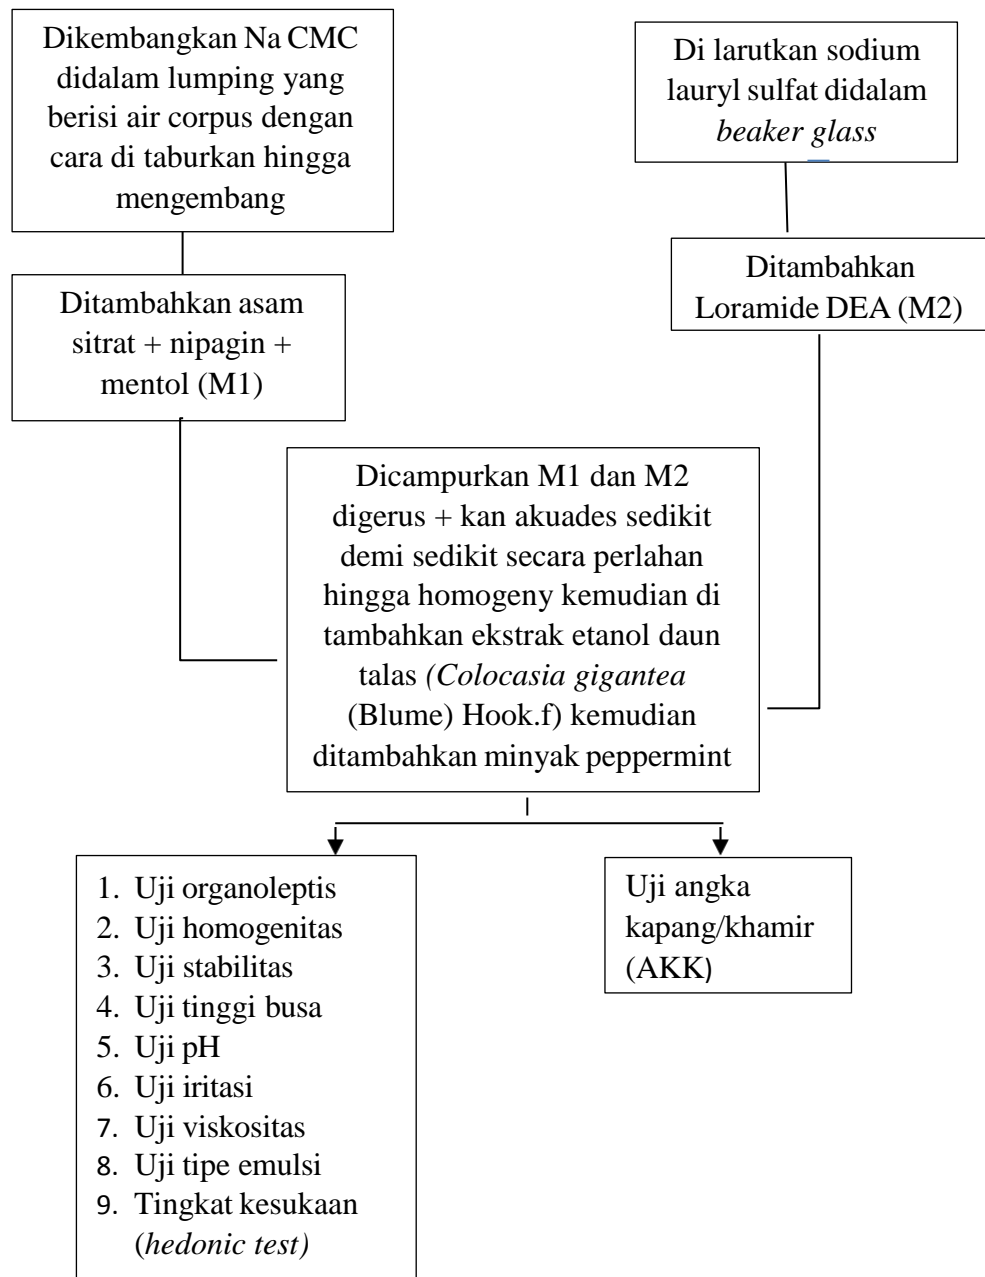 Dikembangkan Na CMC
didalam lumping yang
berisi air corpus dengan
cara di taburkan hingga
mengembang
Di larutkan sodium
lauryl sulfat didalam
beaker glass
Ditambahkan asam
sitrat + nipagin +
mentol (M1)
Ditambahkan
Loramide DEA (M2)
Dicampurkan M1 dan M2
digerus + kan akuades sedikit
demi sedikit secara perlahan
hingga homogeny kemudian di
tambahkan ekstrak etanol daun
talas (Colocasia gigantea
(Blume) Hook.f) kemudian
ditambahkan minyak peppermint
1. Uji organoleptis
2. Uji homogenitas
3. Uji stabilitas
4. Uji tinggi busa
5. Uji pH
6. Uji iritasi
7. Uji viskositas
8. Uji tipe emulsi
9. Tingkat kesukaan
(hedonic test)
Uji angka
kapang/khamir
(AKK)